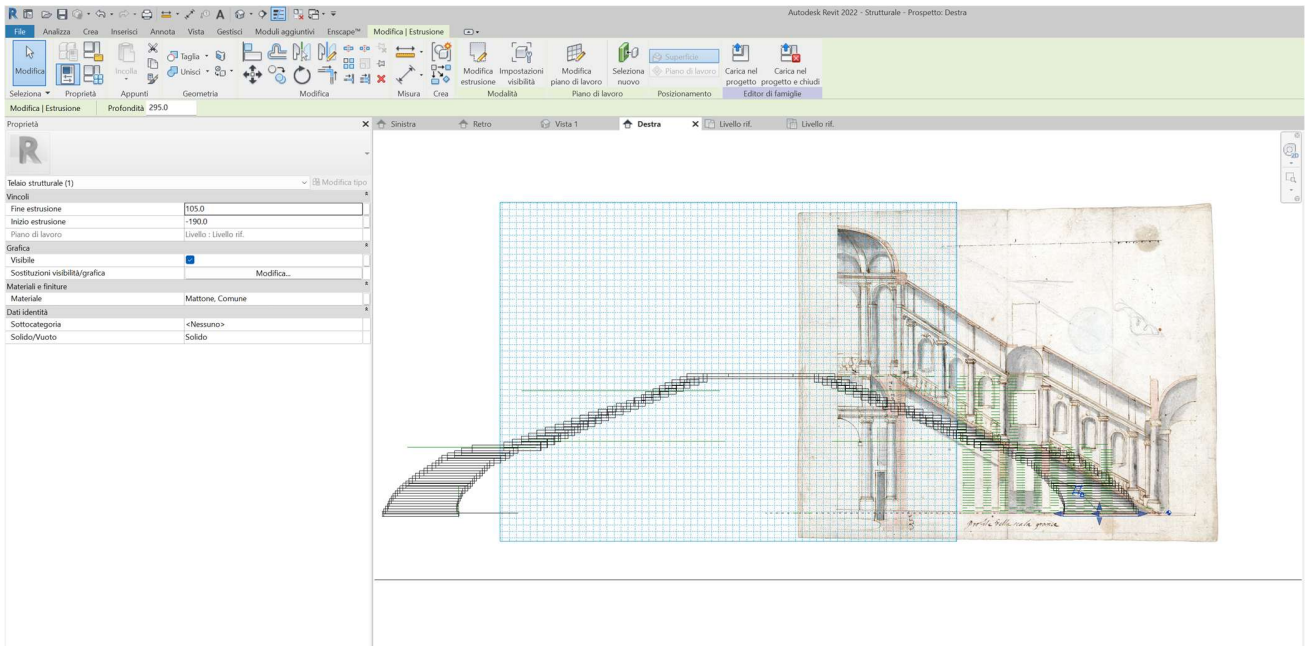 Autodesk Revit 2022 - Strutturale - Prospetto: Destra
File Analizza Crea Inserisci Annota Vista Gestisci Moduli aggiuntivi Enscape™ Modifica | Estrusione
Modifica
Incolla
Taglia
Unisci
Modifica estrusione
Impostazioni visibilità
Modifica piano di lavoro
Seleziona nuovo
Superficie
Piano di lavoro
Carica nel progetto
Carica nel progetto e chiudi
Seleziona Proprietà Appunti Geometria Modifica Misura Crea Modalità Piano di lavoro Posizionamento Editor di famiglie
Modifica | Estrusione Profondità 295.0
Proprietà
Sinistra Retro Vista 1 Destra Livello rif. Livello rif.
R
Telaio strutturale (1) Modifica tipo
Vincoli
Fine estrusione 105.0
Inizio estrusione -190.0
Piano di lavoro Livello : Livello rif.
Grafica
Visibile
Sostituzioni visibilità/grafica Modifica...
Materiali e finiture
Materiale Mattone, Comune
Dati identità
Sottocategoria <Nessuno>
Solido/Vuoto Solido
2D